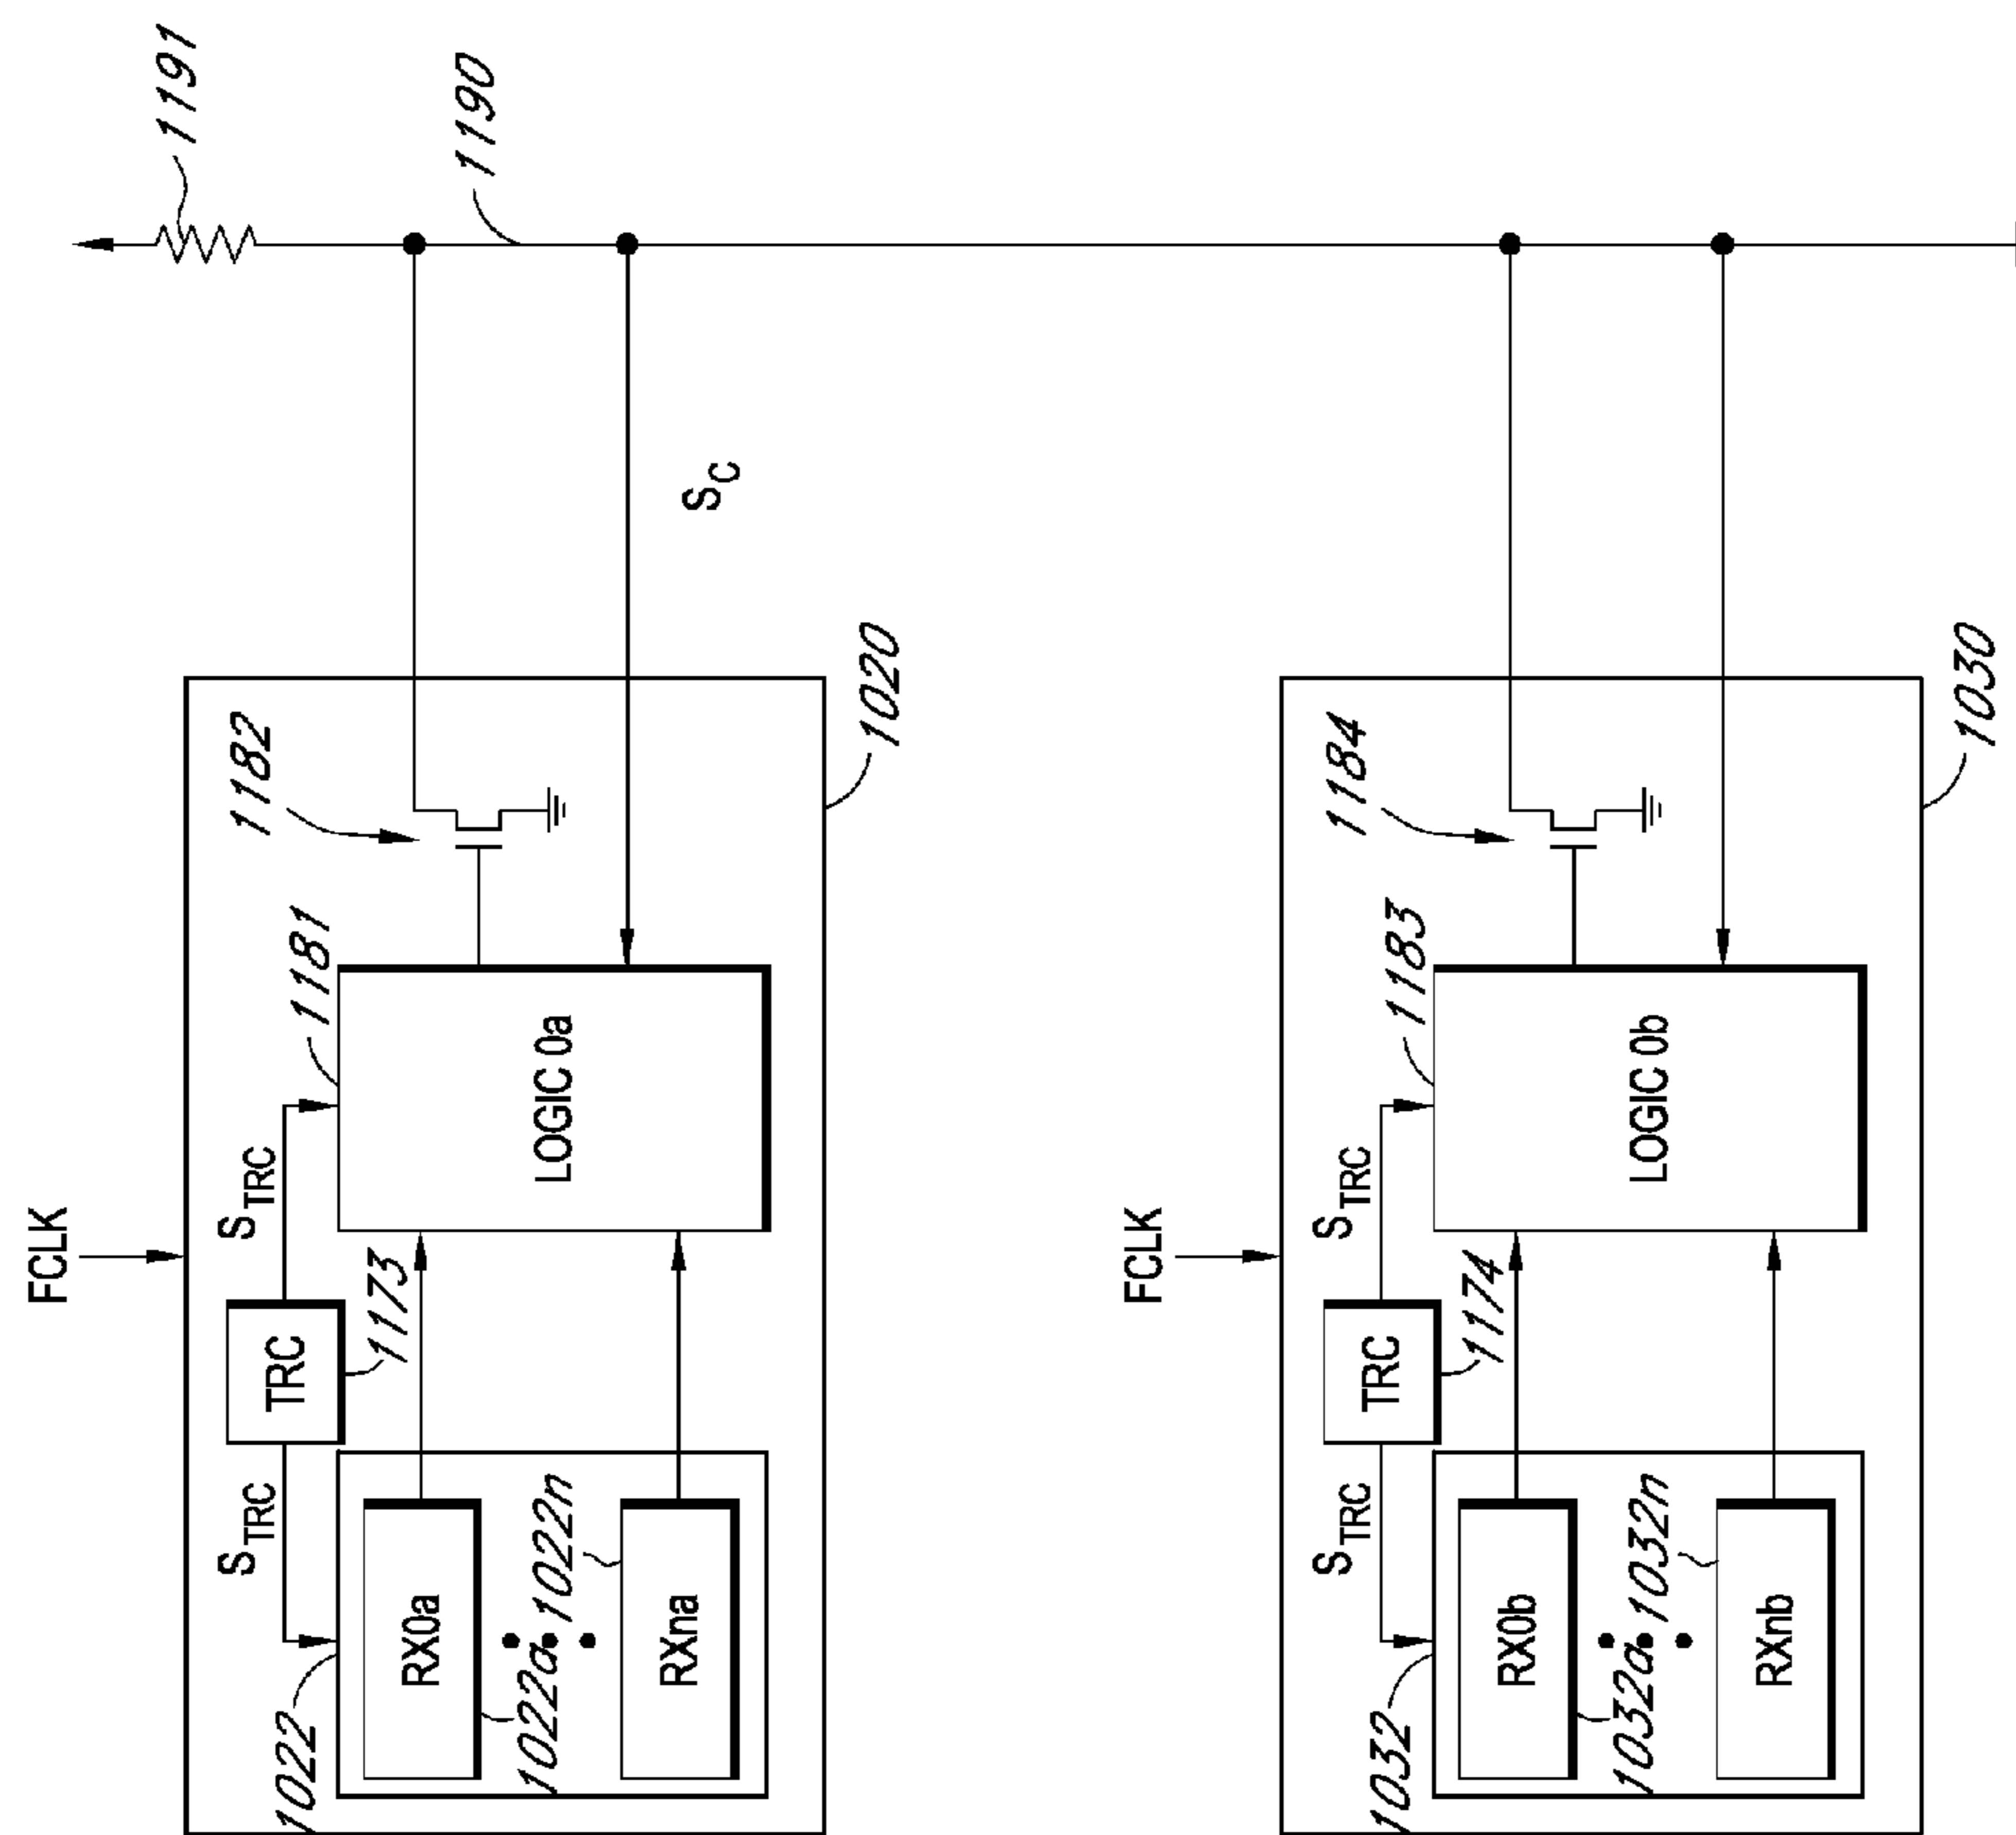 FCLK
1022
S_TRC
TRC
S_TRC
1173
1181
1182
RX0a
1022a
1022n
RXna
LOGIC 0a
S_C
1020
1190
1191
FCLK
1032
S_TRC
TRC
S_TRC
1174
1183
1184
RX0b
1032a
1032n
RXnb
LOGIC 0b
1030